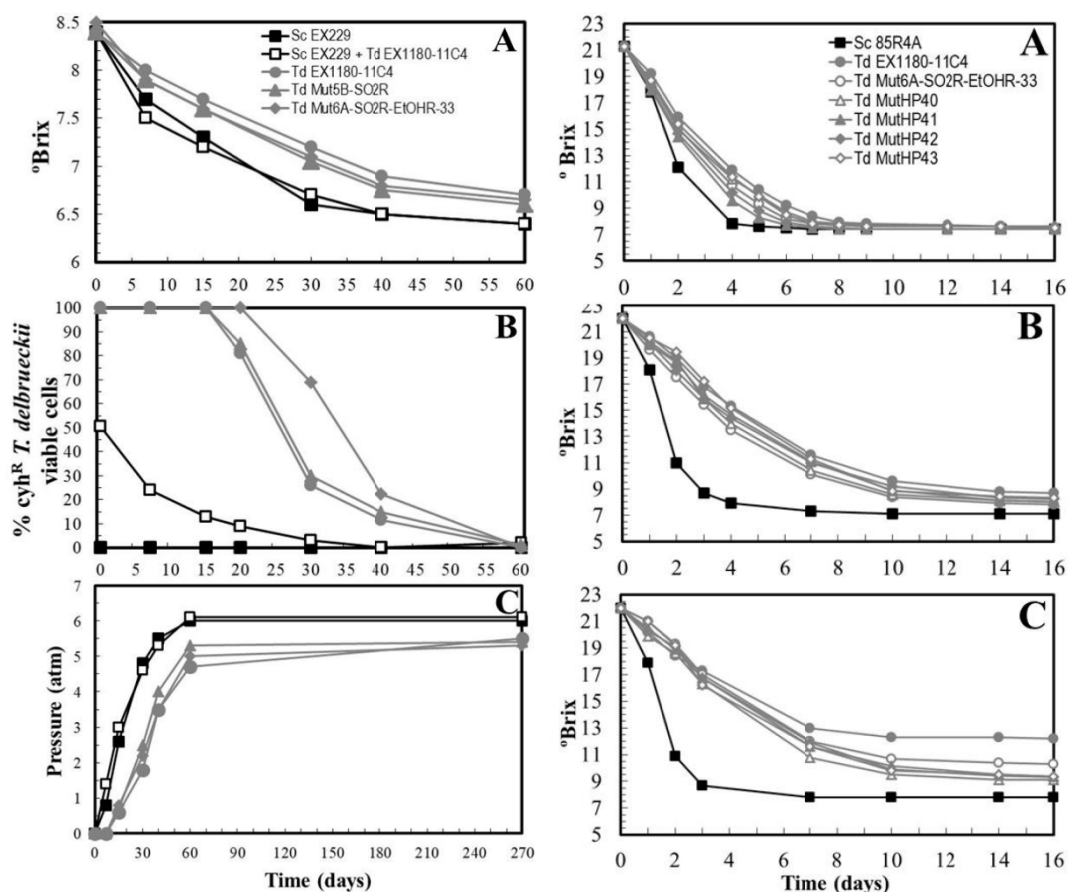 A
8.5
8
7.5
7
6.5
6
ºBrix
Sc EX229
Sc EX229 + Td EX1180-11C4
Td EX1180-11C4
Td Mut5B-SO2R
Td Mut6A-SO2R-EtOHR-33
0 5 10 15 20 25 30 35 40 45 50 55 60
B
100
90
80
70
60
50
40
30
20
10
0
% cyhᴿ T. delbrueckii
viable cells
0 5 10 15 20 25 30 35 40 45 50 55 60
C
7
6
5
4
3
2
1
0
Pressure (atm)
0 30 60 90 120 150 180 210 240 270
Time (days)
A
23
21
19
17
15
13
11
9
7
5
º Brix
Sc 85R4A
Td EX1180-11C4
Td Mut6A-SO2R-EtOHR-33
Td MutHP40
Td MutHP41
Td MutHP42
Td MutHP43
0 2 4 6 8 10 12 14 16
B
23
21
19
17
15
13
11
9
7
5
ºBrix
0 2 4 6 8 10 12 14 16
C
23
21
19
17
15
13
11
9
7
5
ºBrix
0 2 4 6 8 10 12 14 16
Time (days)